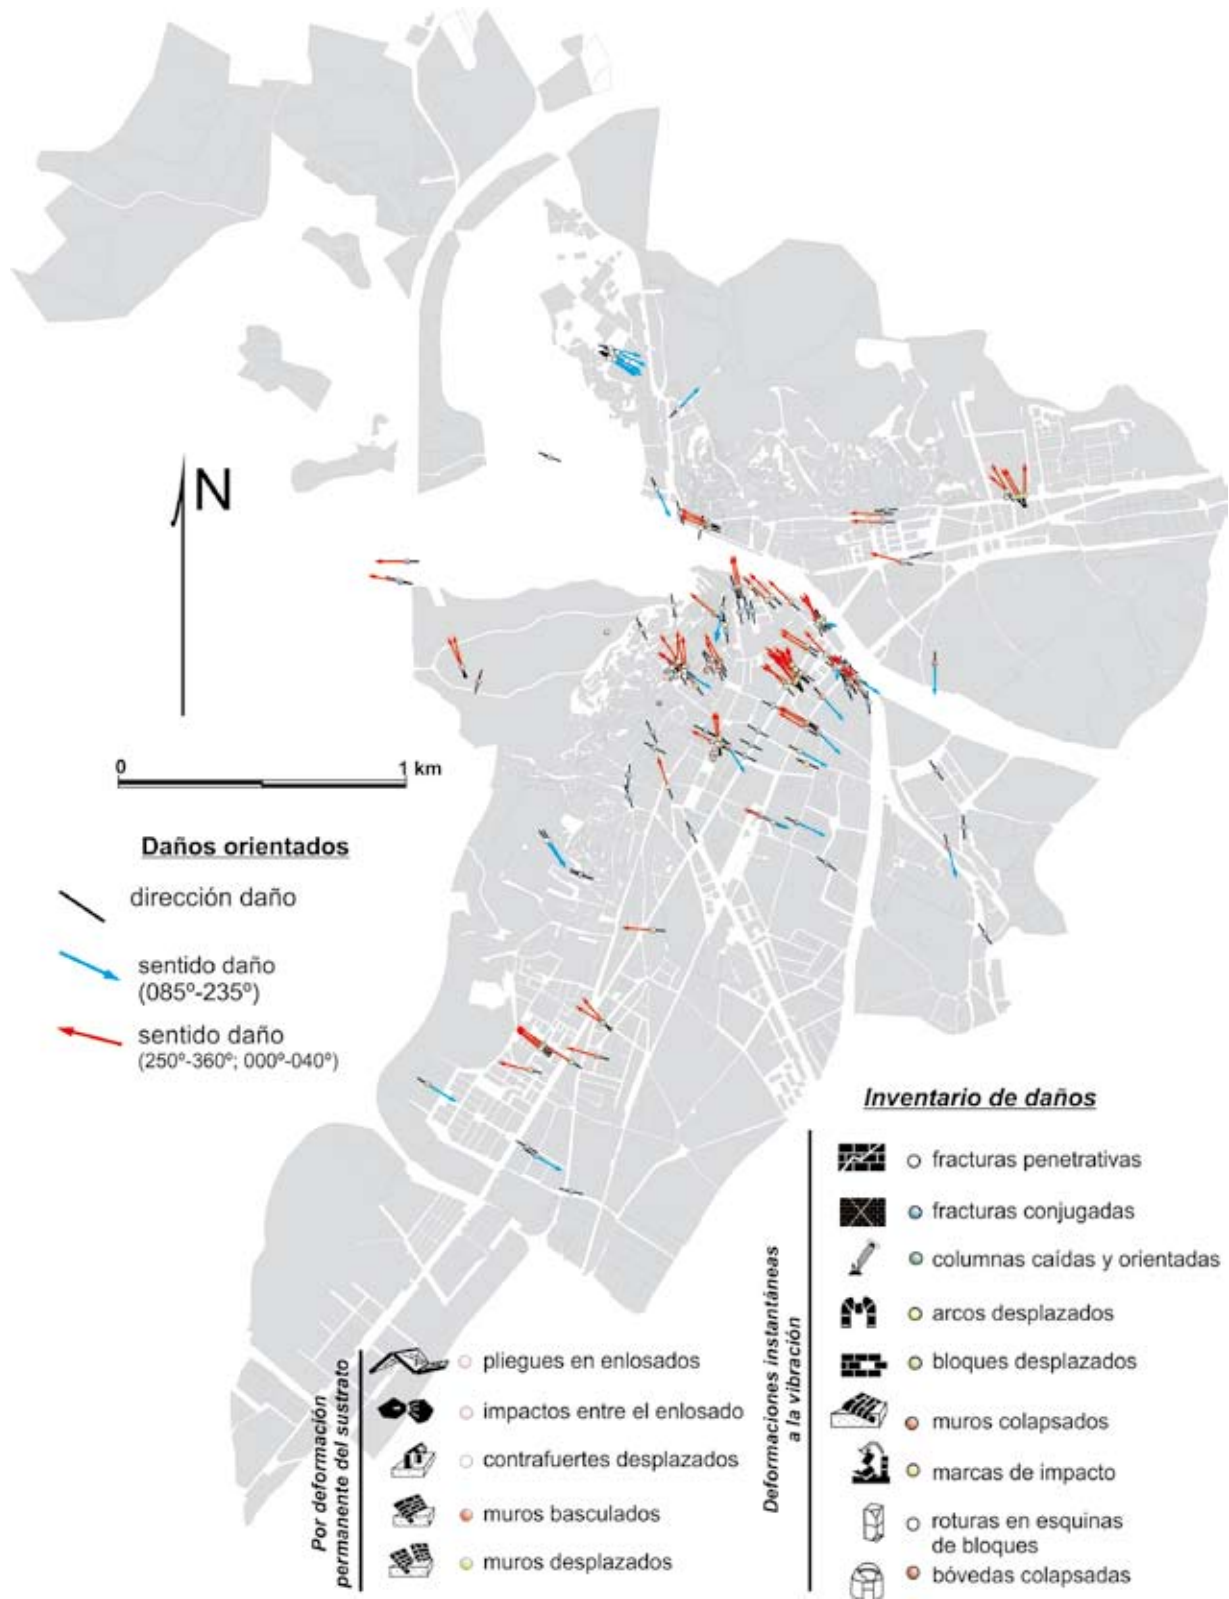 N
0 1 km
Daños orientados
dirección daño
sentido daño
(085º-235º)
sentido daño
(250º-360º; 000º-040º)
Inventario de daños
Deformaciones instantáneas
a la vibración
fracturas penetrativas
fracturas conjugadas
columnas caídas y orientadas
arcos desplazados
bloques desplazados
muros colapsados
marcas de impacto
roturas en esquinas
de bloques
bóvedas colapsadas
Por deformación
permanente del sustrato
pliegues en enlosados
impactos entre el enlosado
contrafuertes desplazados
muros basculados
muros desplazados